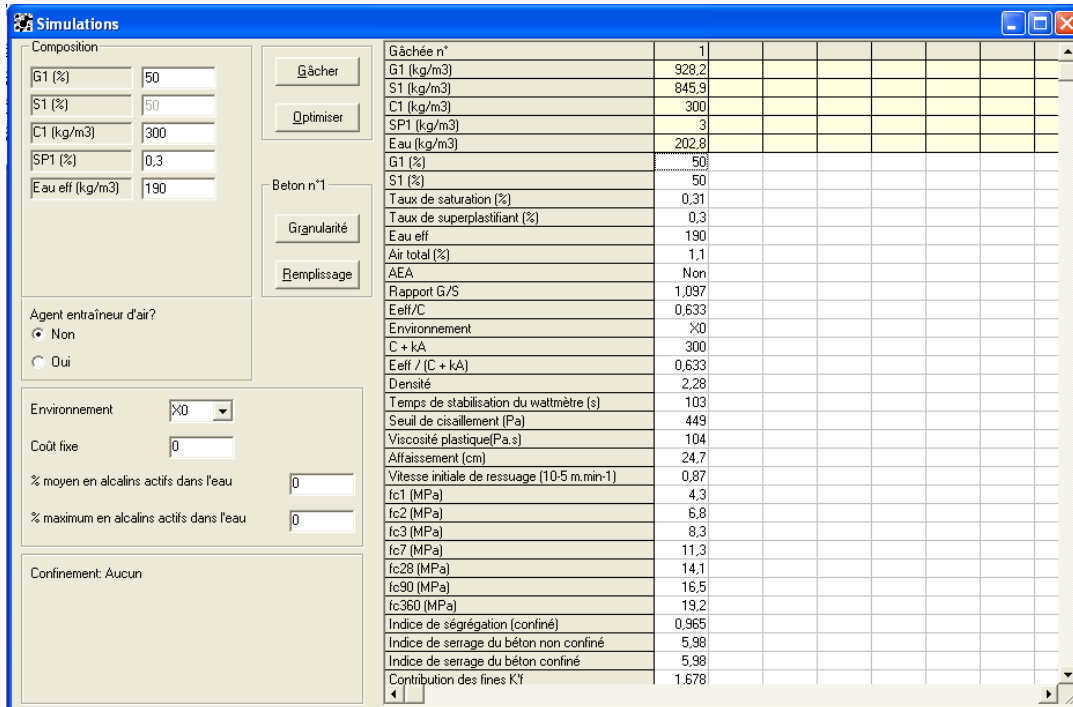 Simulations
Composition
G1 (%) 50
S1 (%) 50
C1 (kg/m3) 300
SP1 (%) 0,3
Eau eff (kg/m3) 190
Gâcher
Optimiser
Beton n°1
Granularité
Remplissage
Agent entraîneur d'air?
Non
Oui
Environnement X0
Coût fixe 0
% moyen en alcalins actifs dans l'eau 0
% maximum en alcalins actifs dans l'eau 0
Confinement: Aucun
Gâchée n° 1
G1 (kg/m3) 928,2
S1 (kg/m3) 845,9
C1 (kg/m3) 300
SP1 (kg/m3) 3
Eau (kg/m3) 202,8
G1 (%) 50
S1 (%) 50
Taux de saturation (%) 0,31
Taux de superplastifiant (%) 0,3
Eau eff 190
Air total (%) 1,1
AEA Non
Rapport G/S 1,097
Eeff/C 0,633
Environnement X0
C + kA 300
Eeff / (C + kA) 0,633
Densité 2,28
Temps de stabilisation du wattmètre (s) 103
Seuil de cisaillement (Pa) 449
Viscosité plastique(Pa.s) 104
Affaissement (cm) 24,7
Vitesse initiale de ressuage (10-5 m.min-1) 0,87
fc1 (MPa) 4,3
fc2 (MPa) 6,8
fc3 (MPa) 8,3
fc7 (MPa) 11,3
fc28 (MPa) 14,1
fc90 (MPa) 16,5
fc360 (MPa) 19,2
Indice de ségrégation (confiné) 0,965
Indice de serrage du béton non confiné 5,98
Indice de serrage du béton confiné 5,98
Contribution des fines K'f 1,678